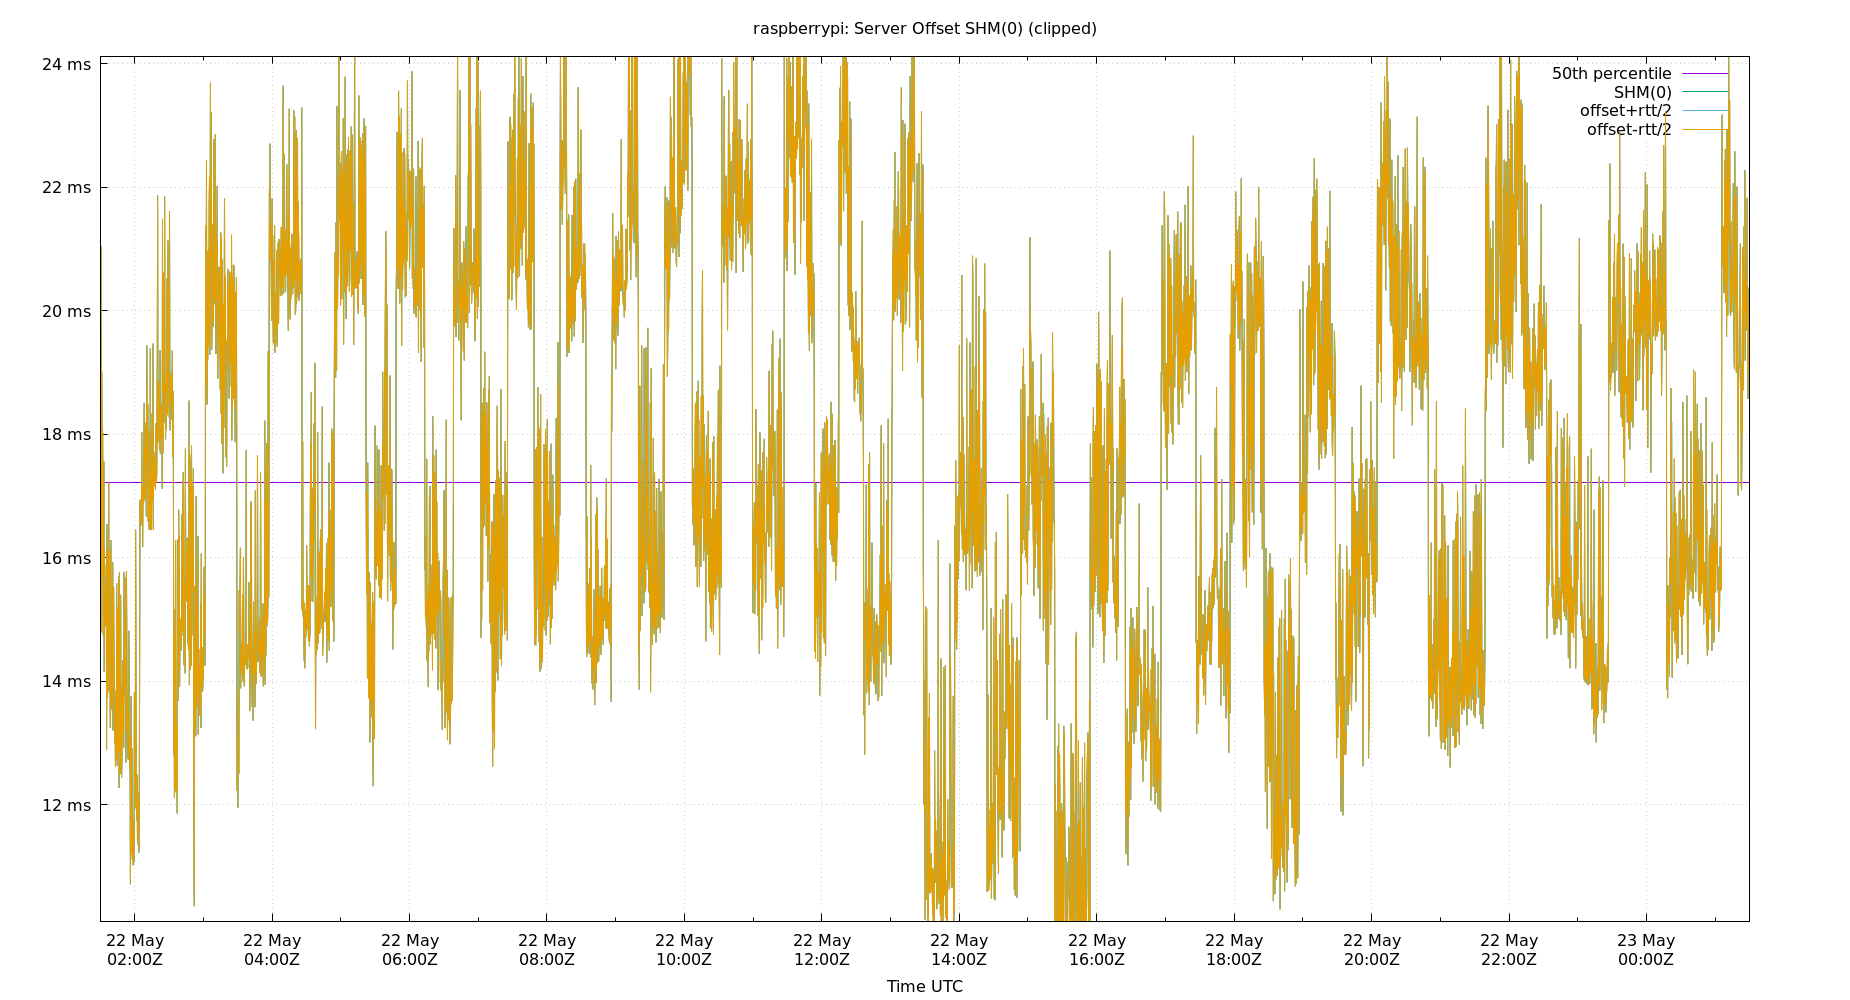 raspberrypi: Server Offset SHM(0) (clipped)
50th percentile
SHM(0)
offset+rtt/2
offset-rtt/2
24 ms
22 ms
20 ms
18 ms
16 ms
14 ms
12 ms
22 May 22 May 22 May 22 May 22 May 22 May 22 May 22 May 22 May 22 May 22 May 23 May
02:00Z 04:00Z 06:00Z 08:00Z 10:00Z 12:00Z 14:00Z 16:00Z 18:00Z 20:00Z 22:00Z 00:00Z
Time UTC